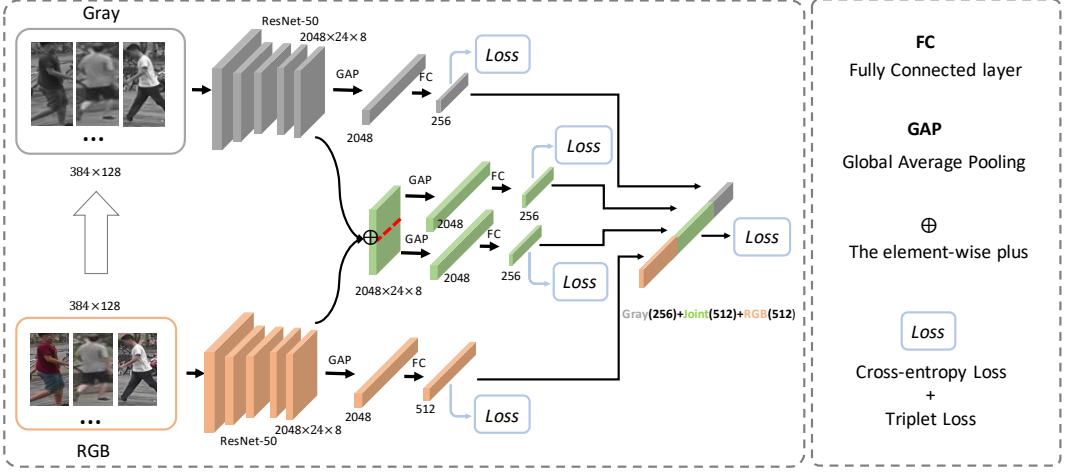 Gray
...
384×128
384×128
...
RGB
ResNet-50
2048×24×8
GAP
2048
FC
256
Loss
GAP
2048
FC
256
Loss
⊕
GAP
2048
FC
256
Loss
2048×24×8
ResNet-50
2048×24×8
GAP
2048
FC
512
Loss
Loss
Gray(256)+Joint(512)+RGB(512)
FC
Fully Connected layer
GAP
Global Average Pooling
⊕
The element-wise plus
Loss
Cross-entropy Loss
+
Triplet Loss